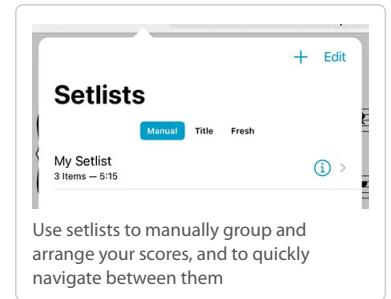 + Edit
Setlists
Manual Title Fresh
My Setlist
3 Items — 5:15
Use setlists to manually group and
arrange your scores, and to quickly
navigate between them